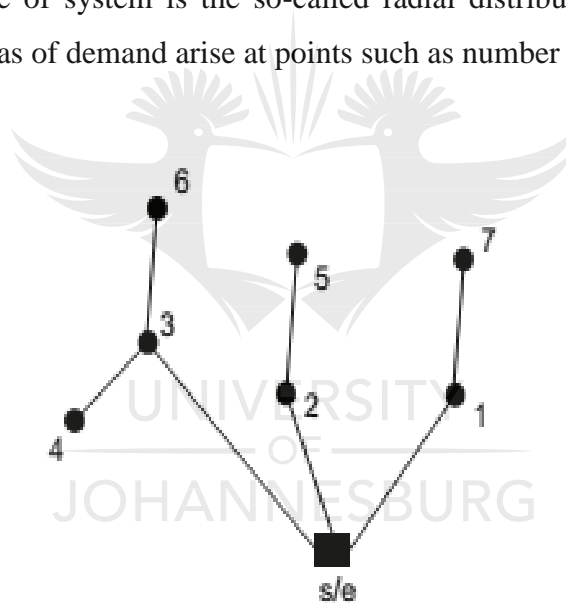 e of system is the so-called radial distribu
as of demand arise at points such as number
6
7
5
3
2
1
4
UNIVERSITY
OF
JOHANNESBURG
s/e